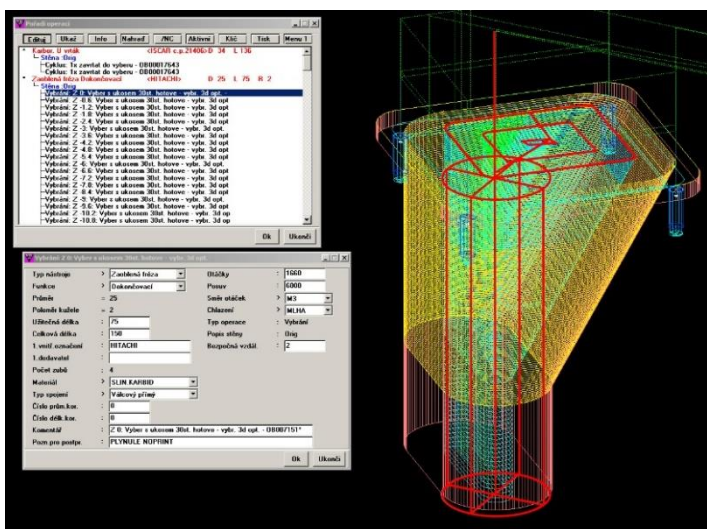 Pořadí operací
Edituj Ukaž Info Nahraď /NC Aktivní Klíč Tisk Menu 1
* Karbor. U vrták <ISCAR c.p.21406> D 34 L 136
Stěna :Orig
Cyklus: 1x zavrtat do vyberu - OB00017643
Cyklus: 1x zavrtat do vyberu - OB00017643
* Zaoblená fréza Dokončovací <HITACHI> D 25 L 75 R 2
Stěna :Orig
Vybrání: Z 0: Vyber s ukosem 30st. hotove - vybr. 3d opt. -
Vybrání: Z -0.6: Vyber s ukosem 30st. hotove - vybr. 3d opt
Vybrání: Z -1.2: Vyber s ukosem 30st. hotove - vybr. 3d opt
Vybrání: Z -1.8: Vyber s ukosem 30st. hotove - vybr. 3d opt
Vybrání: Z -2.4: Vyber s ukosem 30st. hotove - vybr. 3d opt
Vybrání: Z -3: Vyber s ukosem 30st. hotove - vybr. 3d opt
Vybrání: Z -3.6: Vyber s ukosem 30st. hotove - vybr. 3d opt
Vybrání: Z -4.2: Vyber s ukosem 30st. hotove - vybr. 3d opt
Vybrání: Z -4.8: Vyber s ukosem 30st. hotove - vybr. 3d opt
Vybrání: Z -5.4: Vyber s ukosem 30st. hotove - vybr. 3d opt
Vybrání: Z -6: Vyber s ukosem 30st. hotove - vybr. 3d opt
Vybrání: Z -6.6: Vyber s ukosem 30st. hotove - vybr. 3d opt
Vybrání: Z -7.2: Vyber s ukosem 30st. hotove - vybr. 3d opt
Vybrání: Z -7.8: Vyber s ukosem 30st. hotove - vybr. 3d opt
Vybrání: Z -8.4: Vyber s ukosem 30st. hotove - vybr. 3d opt
Vybrání: Z -9: Vyber s ukosem 30st. hotove - vybr. 3d opt
Vybrání: Z -9.6: Vyber s ukosem 30st. hotove - vybr. 3d opt
Vybrání: Z -10.2: Vyber s ukosem 30st. hotove - vybr. 3d op
Vybrání: Z -10.8: Vyber s ukosem 30st. hotove - vybr. 3d op
Ok Ukonči
Vybrání: Z 0: Vyber s ukosem 30st. hotove - vybr. 3d opt.
Typ nástroje > Zaoblená fréza Otáčky : 1660
Funkce > Dokončovací Posuv : 6000
Průměr = 25 Směr otáček > M3
Poloměr kužele = 2 Chlazení > MLHA
Užitečná délka : 75 Typ operace : Vybrání
Celková délka : 150 Popis stěny : Orig
1.vnitř.označení : HITACHI Bezpečná vzdál. : 2
1.dodavatel :
Počet zubů : 4
Materiál > SLIN.KARBID
Typ spojení > Válcový přímý
Číslo prům.kor. : 0
Číslo délk.kor. : 0
Komentář : Z 0: Vyber s ukosem 30st. hotove - vybr. 3d opt. - OB007151*
Pozn pro postpr. : PLYNULE NOPRINT
Ok Ukonči